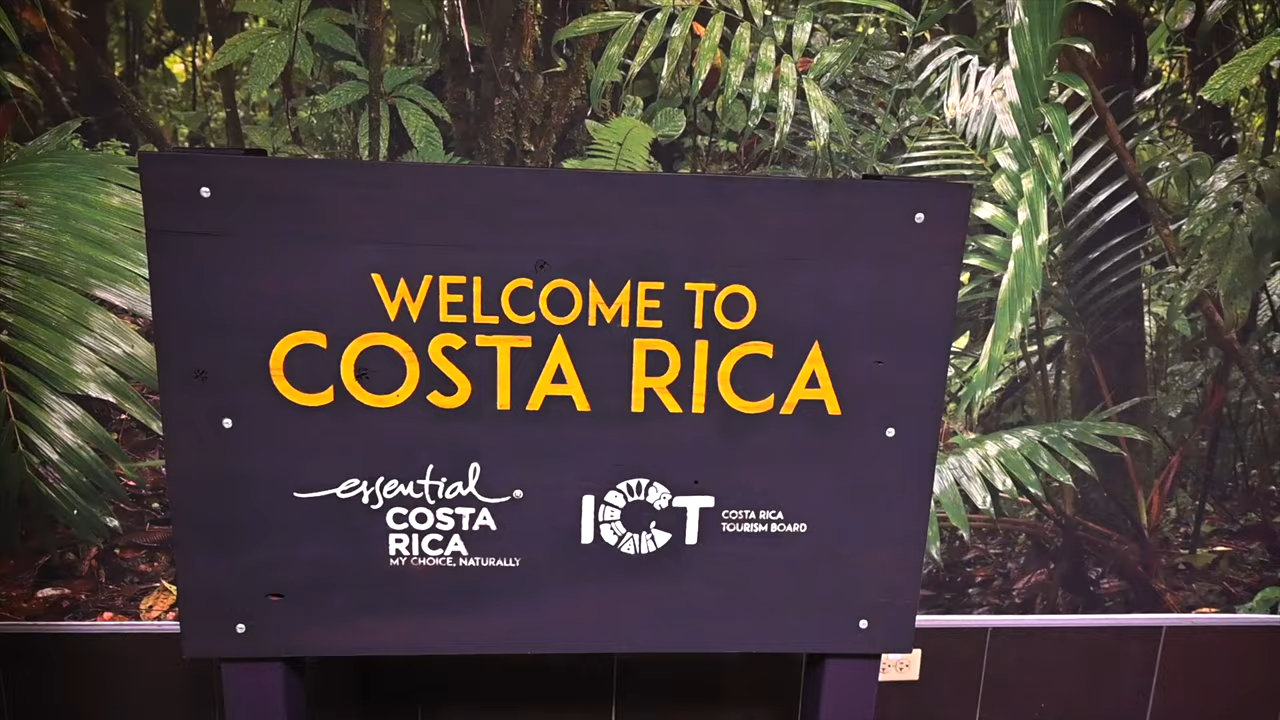 WELCOME TO
COSTA RICA
essential®
COSTA
RICA
MY CHOICE, NATURALLY
ICT
COSTA RICA
TOURISM BOARD